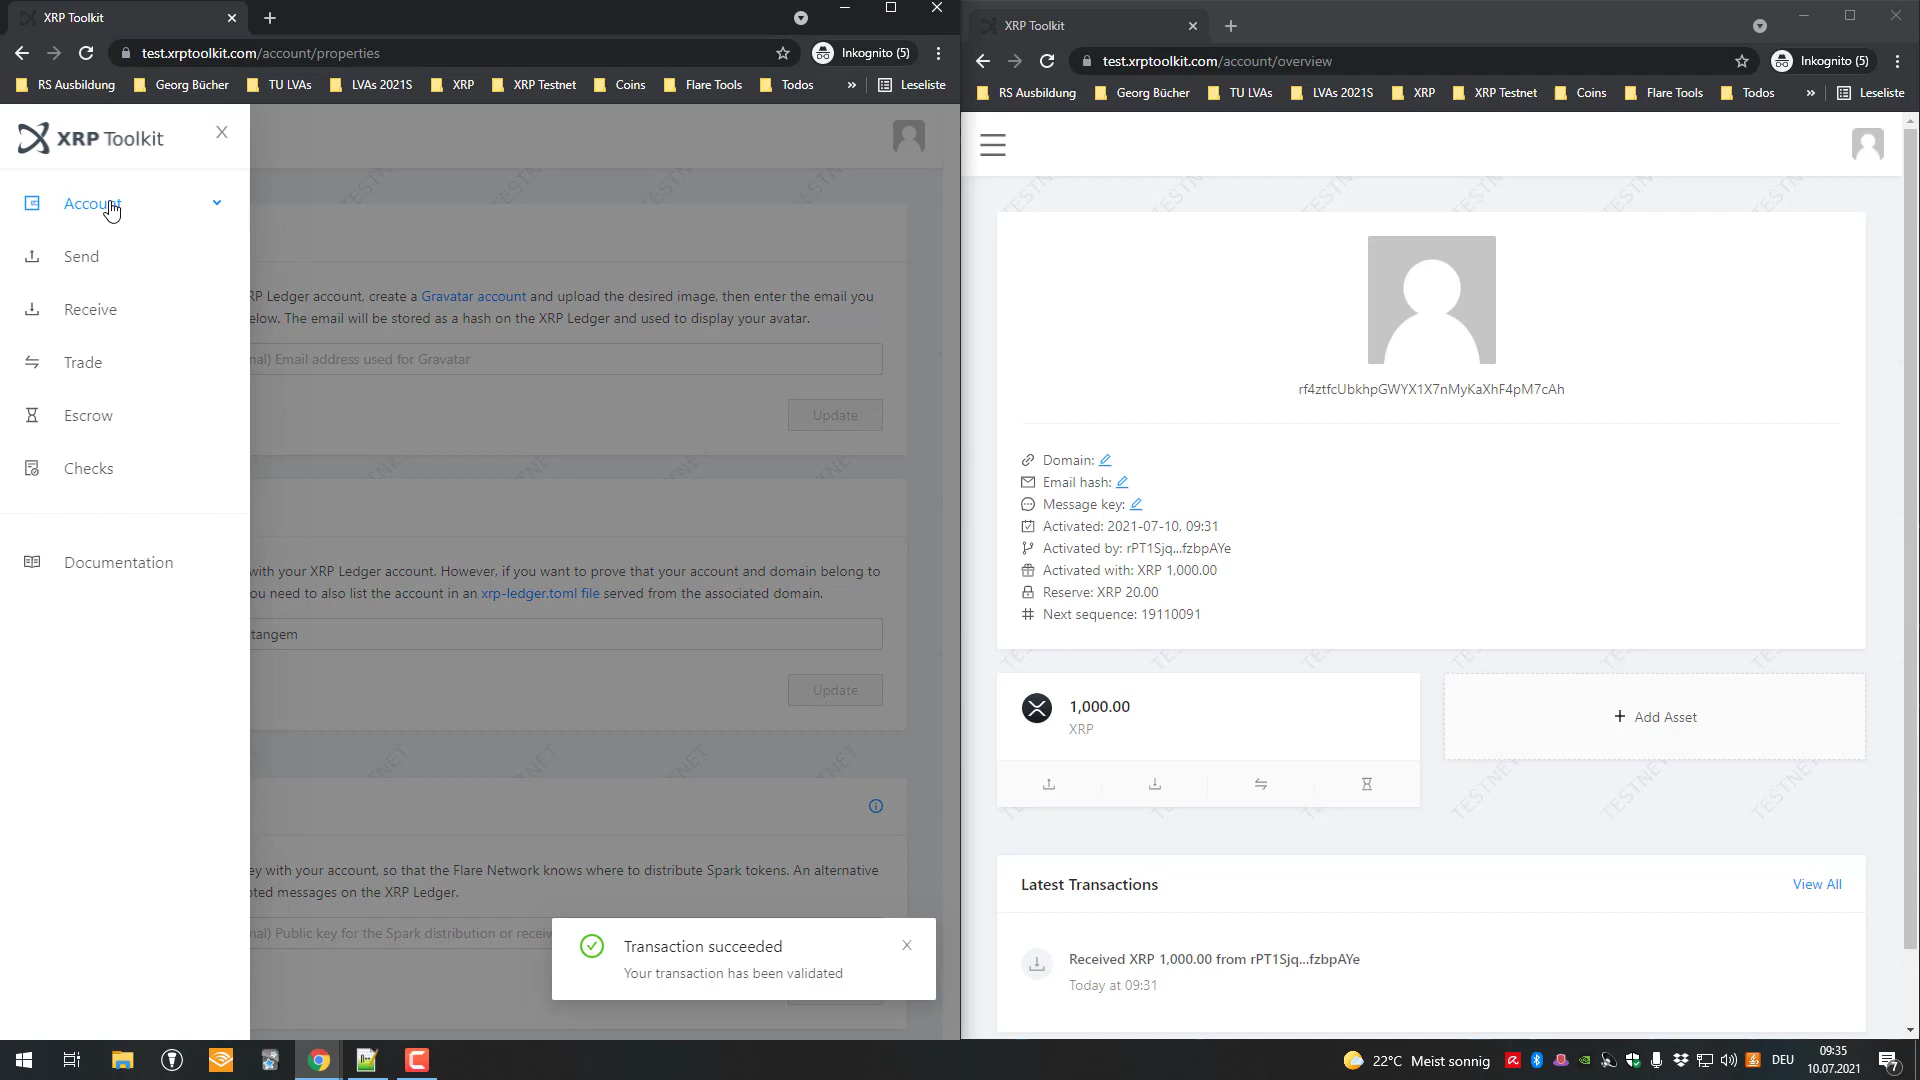 XRP Toolkit
test.xrptoolkit.com/account/properties
Inkognito (5)
RS Ausbildung
Georg Bücher
TU LVAs
LVAs 2021S
XRP
XRP Testnet
Coins
Flare Tools
Todos
»
Leseliste
XRP Toolkit
X
Account
Send
Receive
Trade
Escrow
Checks
Documentation
RP Ledger account, create a Gravatar account and upload the desired image, then enter the email you
elow. The email will be stored as a hash on the XRP Ledger and used to display your avatar.
nal) Email address used for Gravatar
Update
with your XRP Ledger account. However, if you want to prove that your account and domain belong to
ou need to also list the account in an xrp-ledger.toml file served from the associated domain.
tangem
Update
ey with your account, so that the Flare Network knows where to distribute Spark tokens. An alternative
ted messages on the XRP Ledger.
nal) Public key for the Spark distribution or receiv
Transaction succeeded
Your transaction has been validated
XRP Toolkit
test.xrptoolkit.com/account/overview
Inkognito (5)
RS Ausbildung
Georg Bücher
TU LVAs
LVAs 2021S
XRP
XRP Testnet
Coins
Flare Tools
Todos
»
Leseliste
TESTNET
rf4ztfcUbkhpGWYX1X7nMyKaXhF4pM7cAh
Domain:
Email hash:
Message key:
Activated: 2021-07-10, 09:31
Activated by: rPT1Sjq...fzbpAYe
Activated with: XRP 1,000.00
Reserve: XRP 20.00
Next sequence: 19110091
1,000.00
XRP
+ Add Asset
Latest Transactions
View All
Received XRP 1,000.00 from rPT1Sjq...fzbpAYe
Today at 09:31
22°C Meist sonnig
DEU
09:35
10.07.2021
7